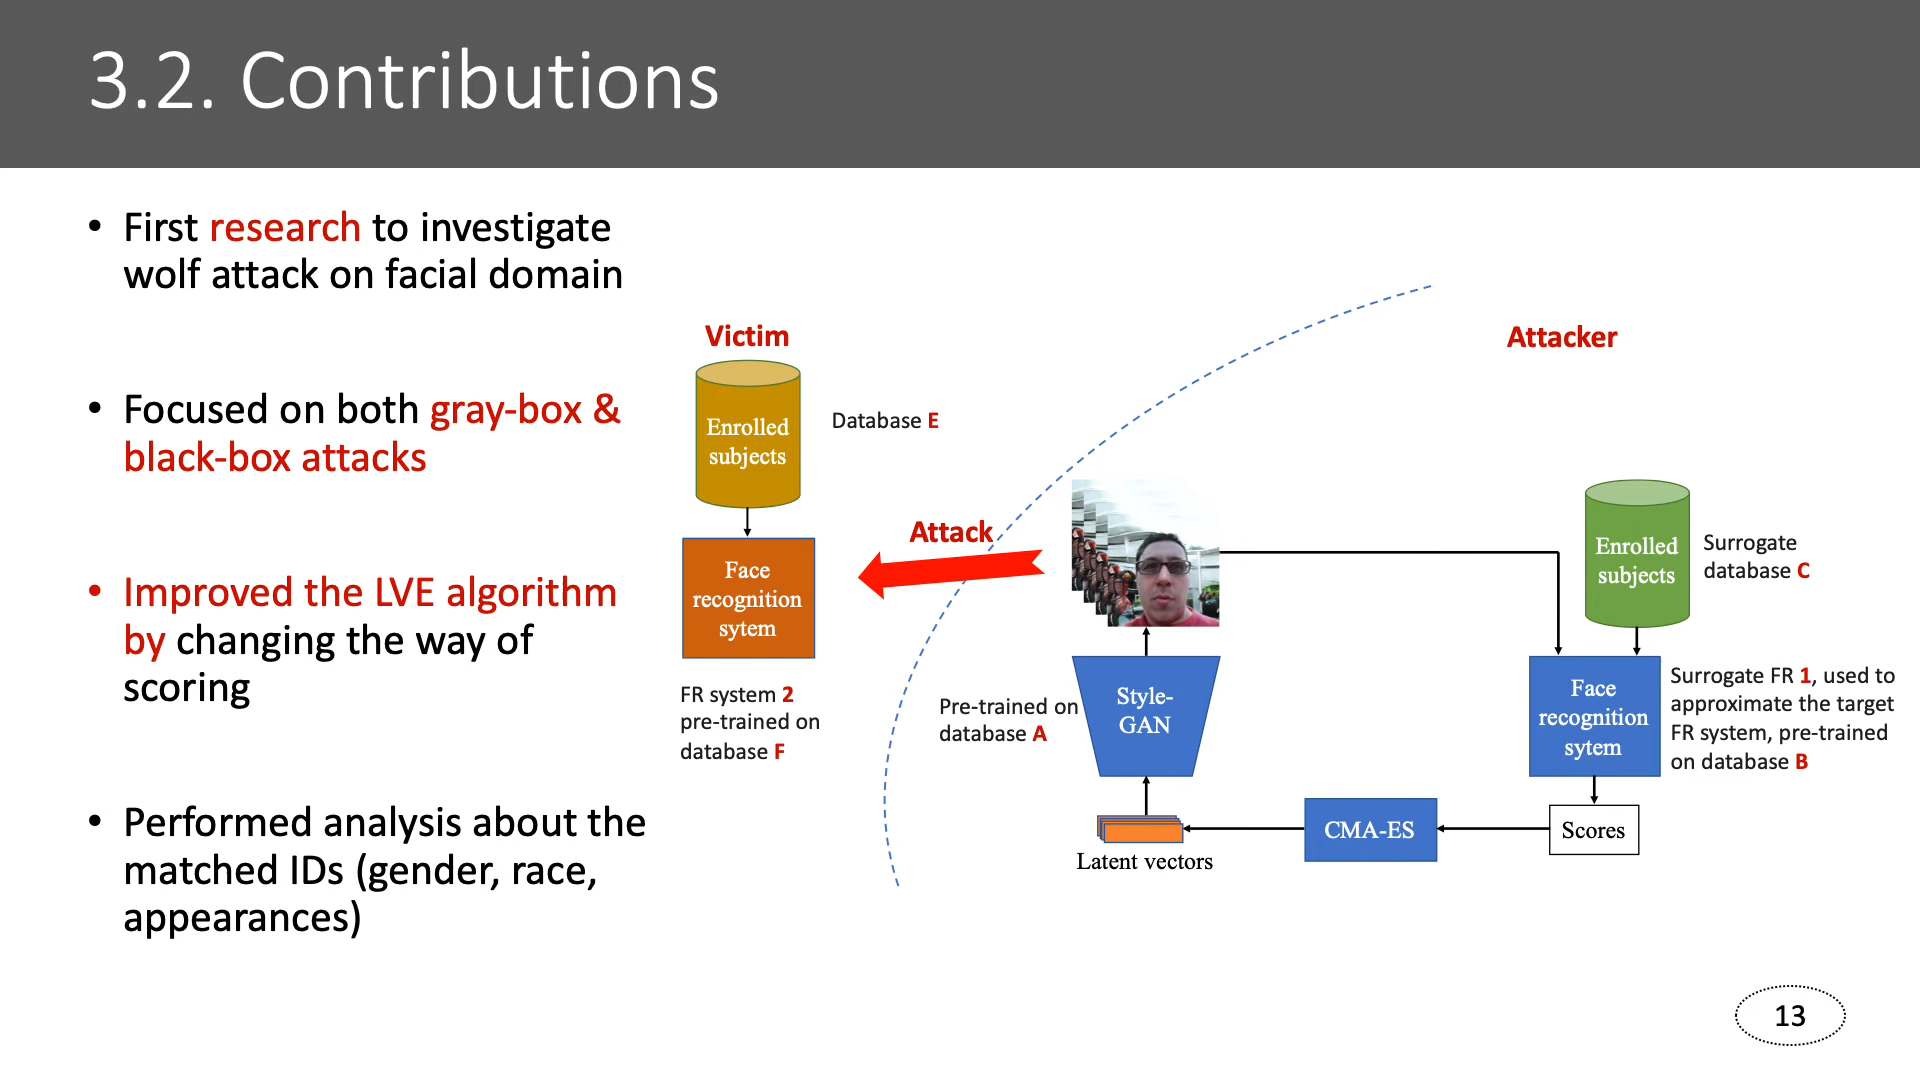 3.2. Contributions
• First research to investigate
wolf attack on facial domain
• Focused on both gray-box &
black-box attacks
• Improved the LVE algorithm
by changing the way of
scoring
• Performed analysis about the
matched IDs (gender, race,
appearances)
Victim
Enrolled
subjects
Database E
Face
recognition
sytem
FR system 2
pre-trained on
database F
Attack
Attacker
Pre-trained on
database A
Style-
GAN
Latent vectors
CMA-ES
Enrolled
subjects
Surrogate
database C
Face
recognition
sytem
Surrogate FR 1, used to
approximate the target
FR system, pre-trained
on database B
Scores
13